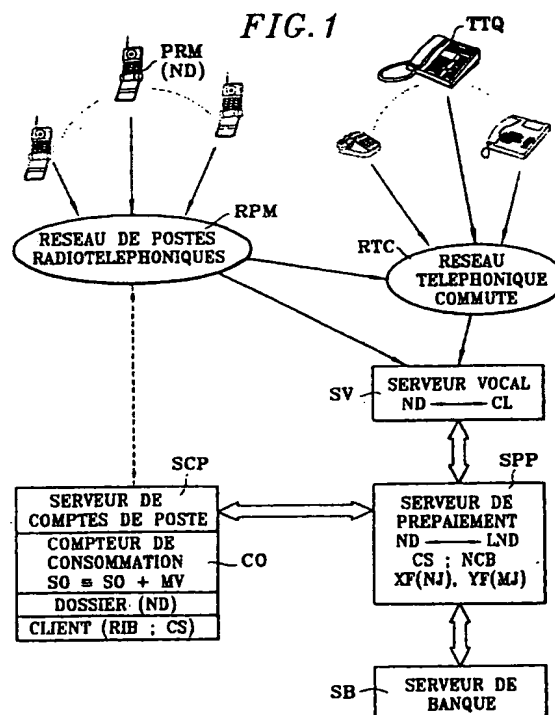 FIG.1
PRM
(ND)
TTQ
RPM
RESEAU DE POSTES
RADIOTELEPHONIQUES
RTC
RESEAU
TELEPHONIQUE
COMMUTE
SV
SERVEUR VOCAL
ND CL
SCP
SERVEUR DE
COMPTES DE POSTE
COMPTEUR DE
CONSOMMATION
SO = SO + MV
CO
DOSSIER (ND)
CLIENT (RIB ; CS)
SPP
SERVEUR DE
PREPAIEMENT
ND LND
CS ; NCB
XF(NJ), YF(MJ)
SB
SERVEUR DE
BANQUE